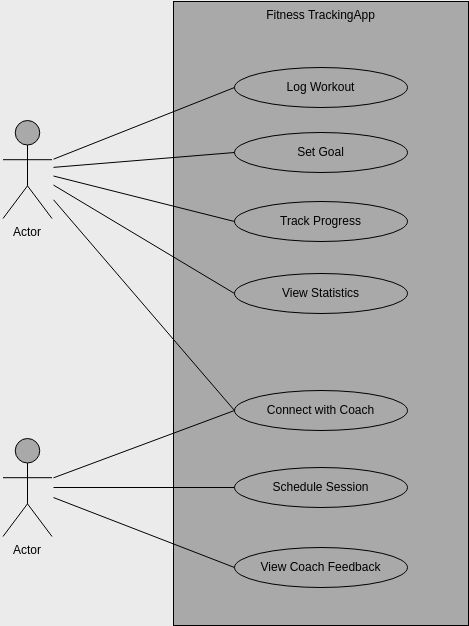 Fitness TrackingApp
Log Workout
Set Goal
Track Progress
Actor
View Statistics
Connect with Coach
Schedule Session
Actor
View Coach Feedback